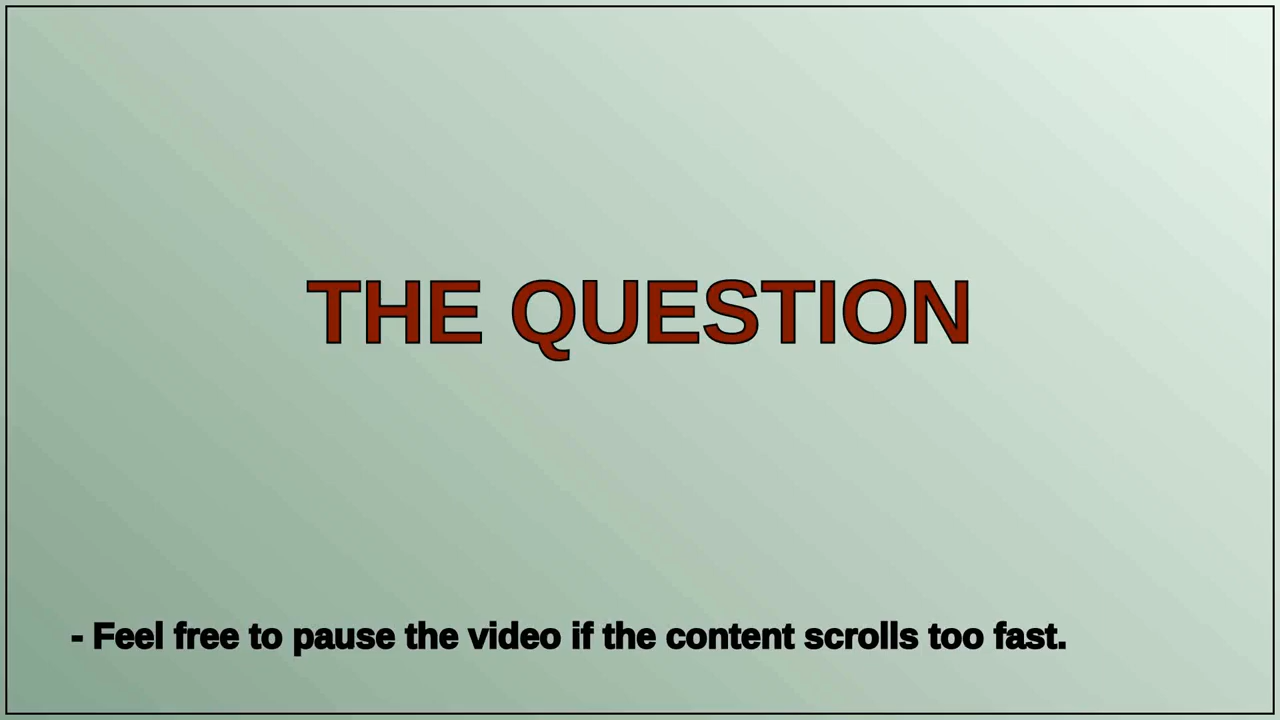 THE QUESTION
- Feel free to pause the video if the content scrolls too fast.